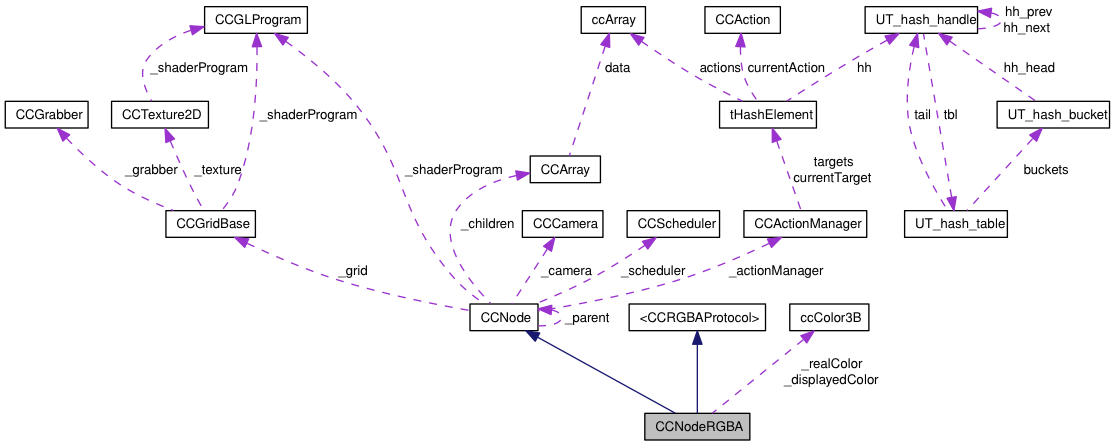 CCGLProgram
ccArray
CCAction
UT_hash_handle
hh_prev
hh_next
_shaderProgram
data
actions
currentAction
hh
hh_head
CCGrabber
CCTexture2D
_shaderProgram
tHashElement
tail
tbl
UT_hash_bucket
_grabber
_texture
_shaderProgram
CCArray
targets
currentTarget
buckets
CCGridBase
_children
CCCamera
CCScheduler
CCActionManager
UT_hash_table
_grid
_camera
_scheduler
_actionManager
CCNode
_parent
<CCRGBAProtocol>
ccColor3B
_realColor
_displayedColor
CCNodeRGBA